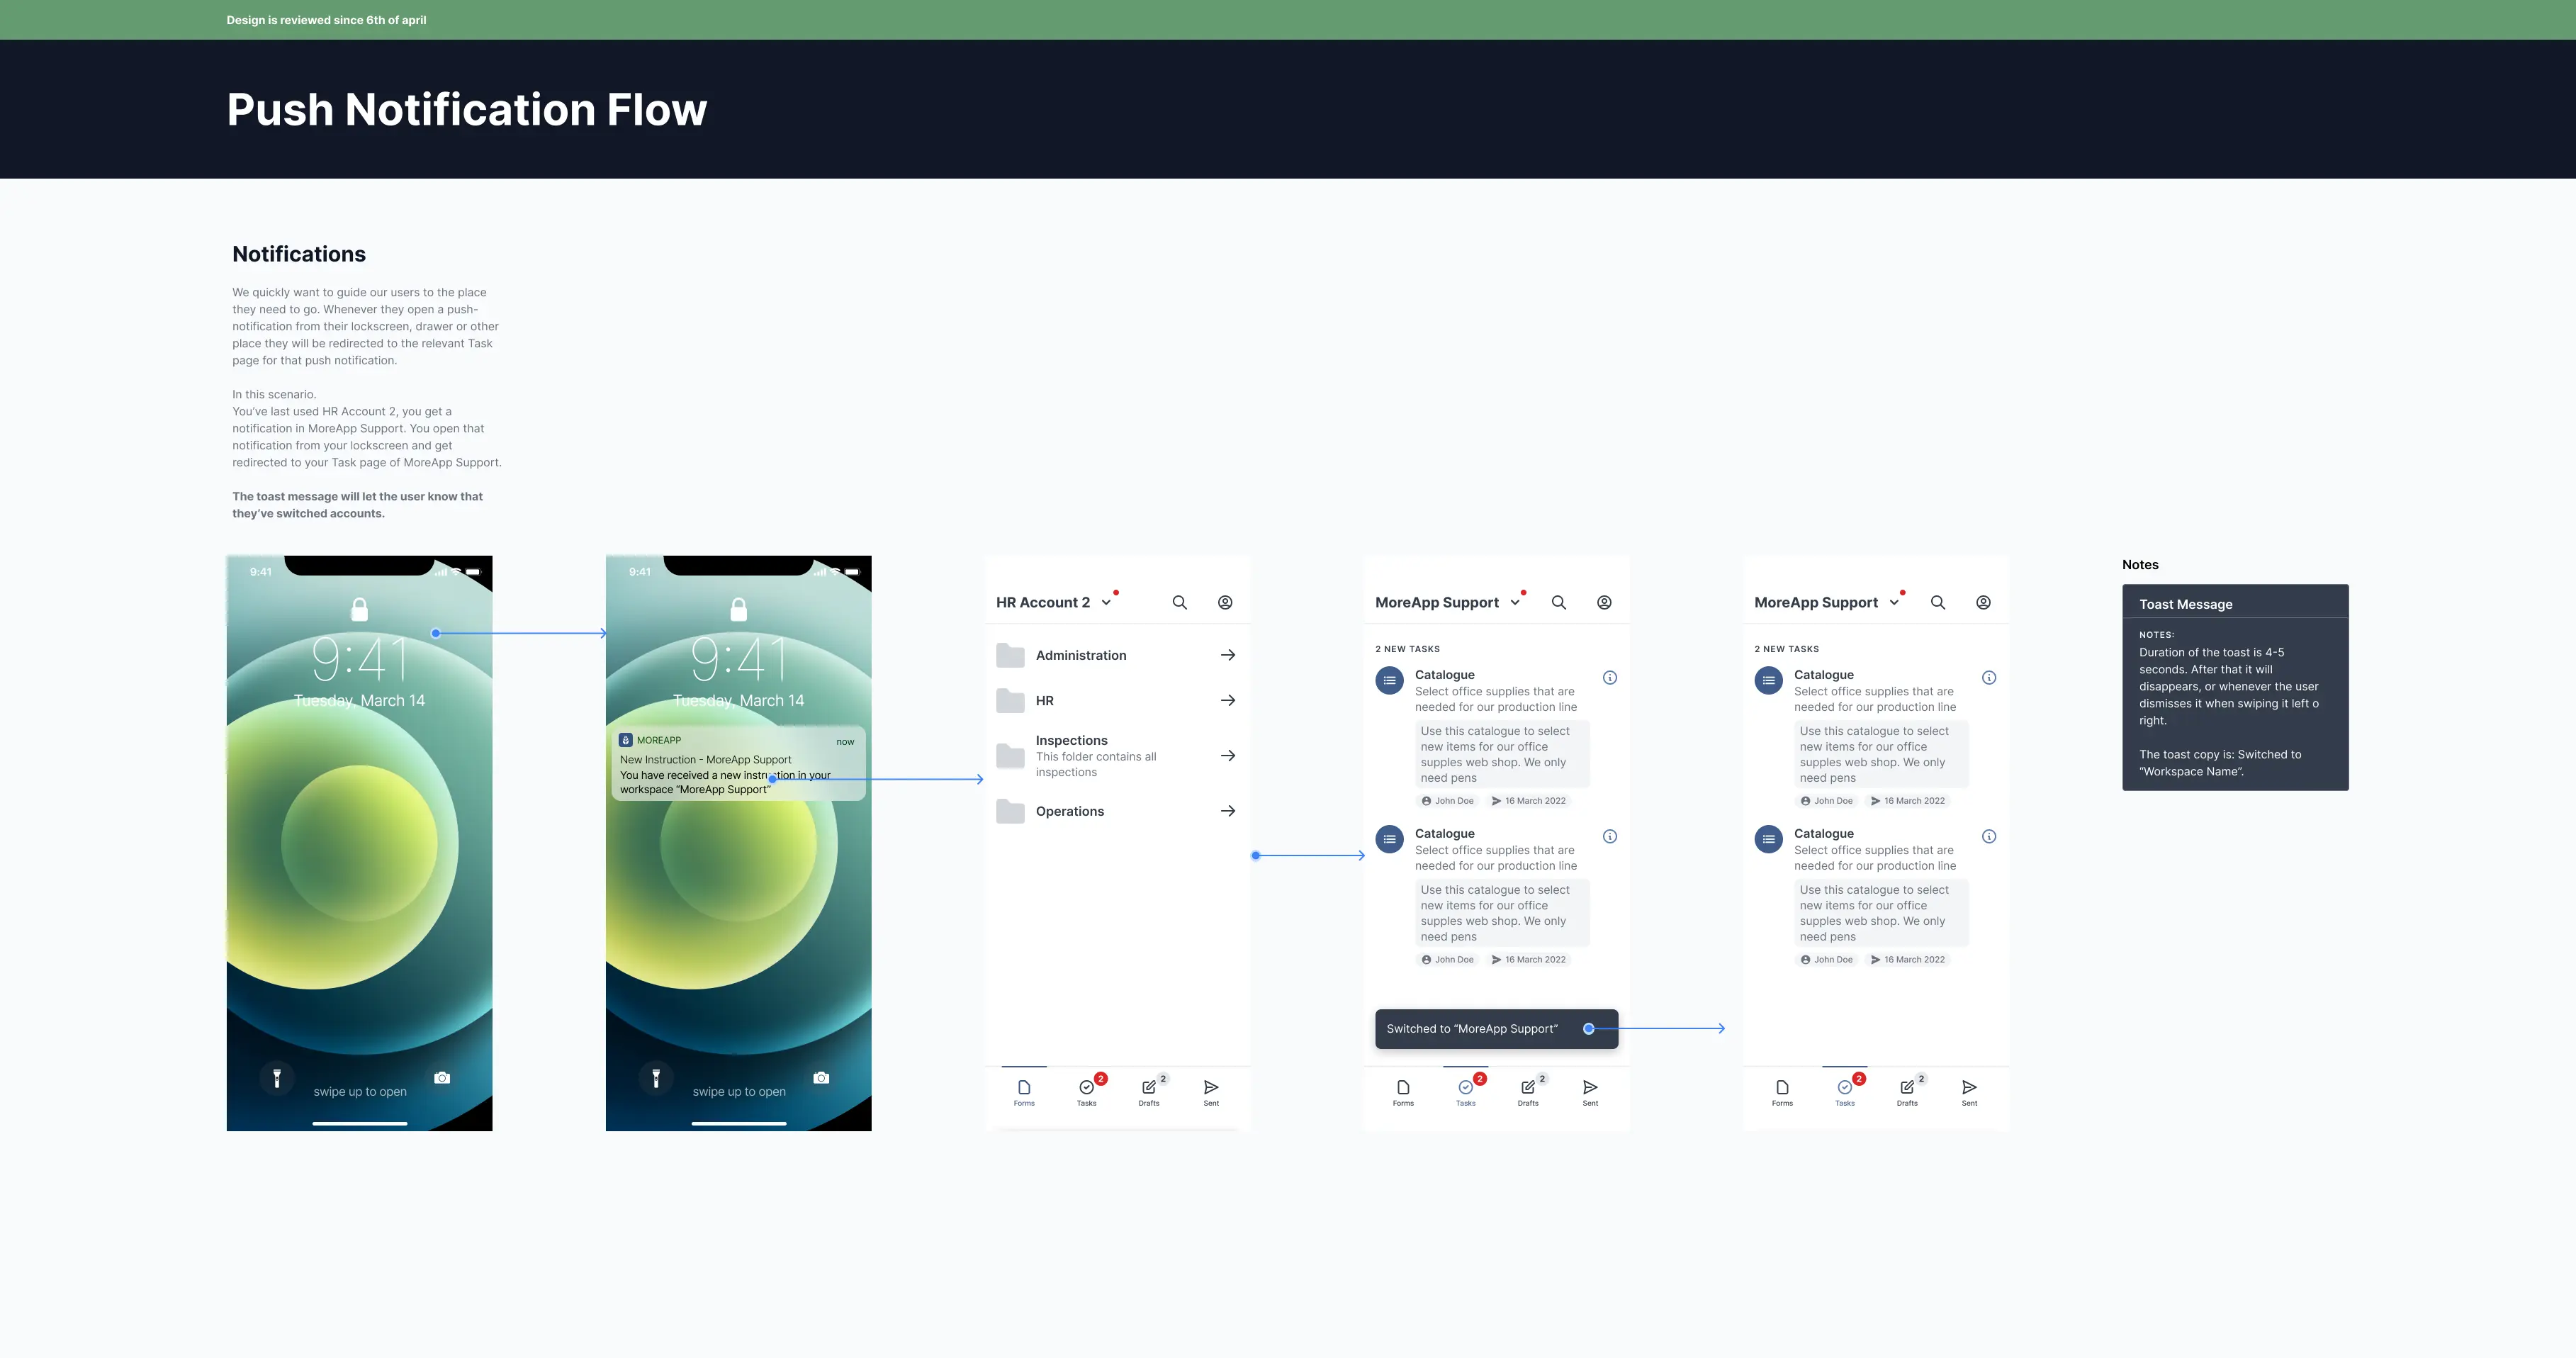 Design is reviewed since 6th of april
Push Notification Flow
Notifications
We quickly want to guide our users to the place
they need to go. Whenever they open a push-
notification from their lockscreen, drawer or other
place they will be redirected to the relevant Task
page for that push notification.
In this scenario.
You've last used HR Account 2, you get a
notification in MoreApp Support. You open that
notification from your lockscreen and get
redirected to your Task page of MoreApp Support.
The toast message will let the user know that
they've switched accounts.
9:41
9:41
Tuesday, March 14
swipe up to open
9:41
9:41
Tuesday, March 14
MOREAPP
now
New Instruction - MoreApp Support
You have received a new instruction in your
workspace “MoreApp Support”
swipe up to open
HR Account 2
Administration
HR
Inspections
This folder contains all
inspections
Operations
Forms
Tasks
2
Drafts
2
Sent
MoreApp Support
2 NEW TASKS
Catalogue
Select office supplies that are
needed for our production line
Use this catalogue to select
new items for our office
supples web shop. We only
need pens
John Doe
16 March 2022
Catalogue
Select office supplies that are
needed for our production line
Use this catalogue to select
new items for our office
supples web shop. We only
need pens
John Doe
16 March 2022
Switched to “MoreApp Support”
Forms
Tasks
2
Drafts
2
Sent
MoreApp Support
2 NEW TASKS
Catalogue
Select office supplies that are
needed for our production line
Use this catalogue to select
new items for our office
supples web shop. We only
need pens
John Doe
16 March 2022
Catalogue
Select office supplies that are
needed for our production line
Use this catalogue to select
new items for our office
supples web shop. We only
need pens
John Doe
16 March 2022
Forms
Tasks
2
Drafts
2
Sent
Notes
Toast Message
NOTES:
Duration of the toast is 4-5
seconds. After that it will
disappears, or whenever the user
dismisses it when swiping it left o
right.
The toast copy is: Switched to
“Workspace Name”.